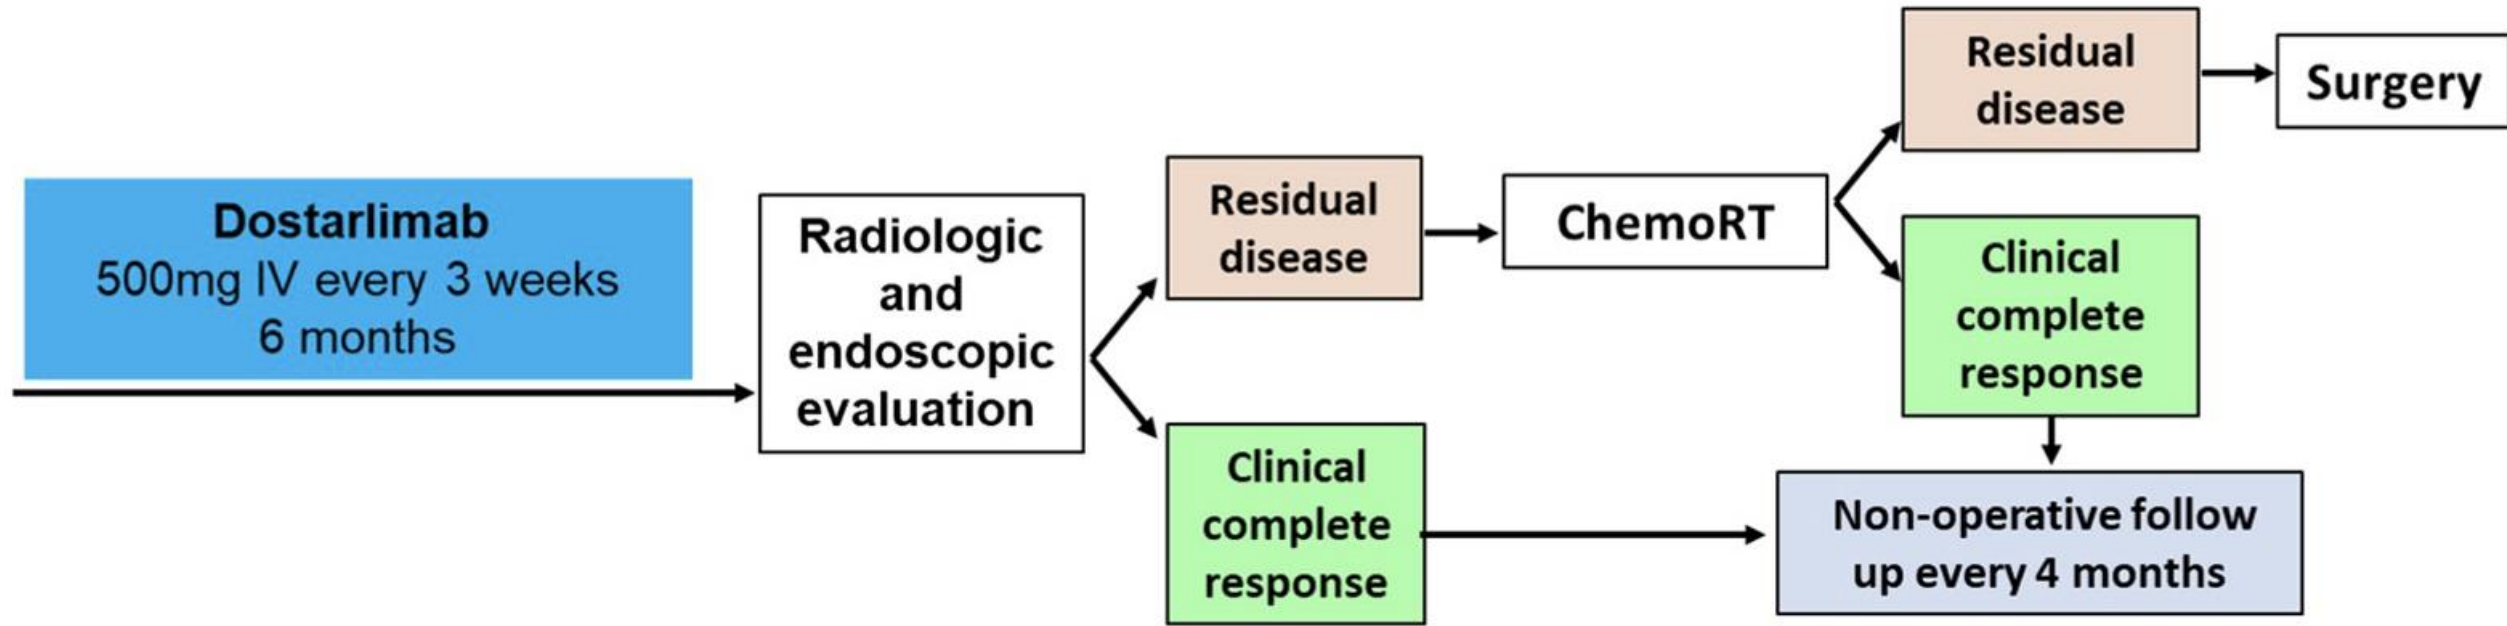 Dostarlimab
500mg IV every 3 weeks
6 months
Radiologic
and
endoscopic
evaluation
Residual
disease
Clinical
complete
response
ChemoRT
Residual
disease
Surgery
Clinical
complete
response
Non-operative follow
up every 4 months